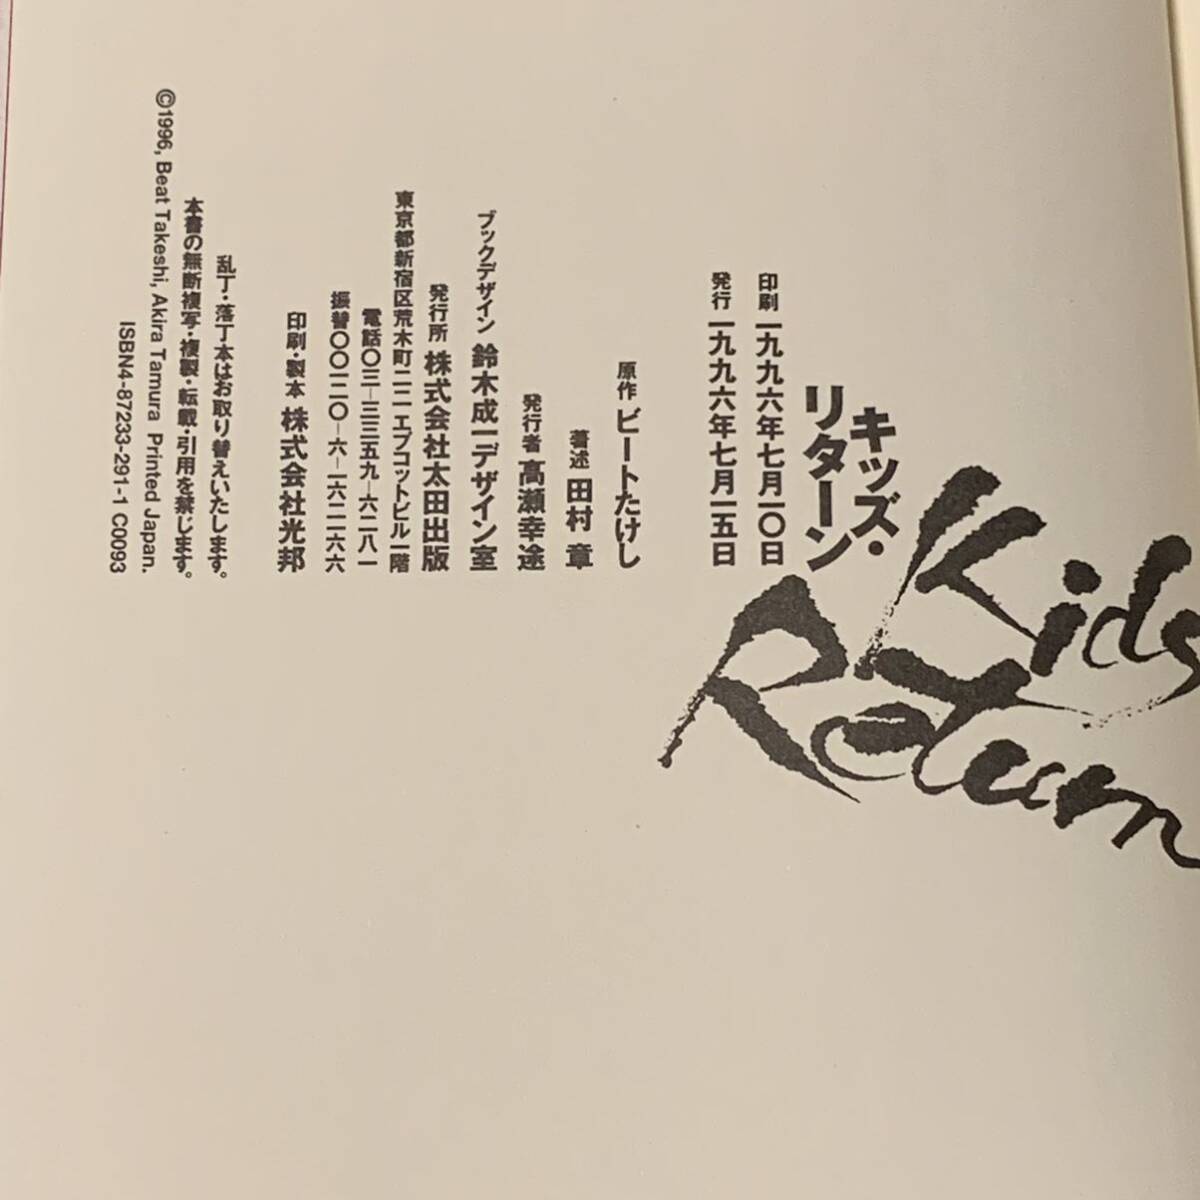 Kids
Return
キッズ・
リターン
印刷 一九九六年七月一〇日
発行 一九九六年七月一五日
原作 ビートたけし
著述 田村 章
発行者 高瀬幸途
ブックデザイン 鈴木成一デザイン室
発行所 株式会社太田出版
東京都新宿区荒木町二二 エプコットビル一階
電話〇三-三三五九-六二八一
振替〇〇一二〇-六-一六二一六六
印刷・製本 株式会社光邦
乱丁・落丁本はお取り替えいたします。
本書の無断複写・複製・転載・引用を禁じます。
©1996, Beat Takeshi, Akira Tamura Printed Japan.
ISBN4-87233-291-1 C0093